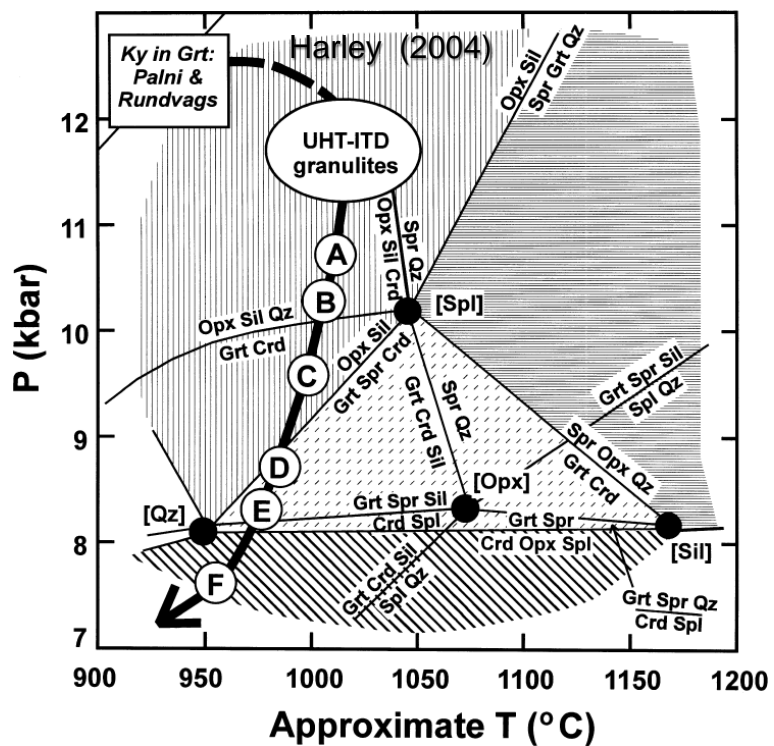 Harley (2004)
Ky in Grt:
Palni &
Rundvags
UHT-ITD
granulites
Opx Sil
Spr Grt Qz
Opx Sil Crd
Spr Qz
A
B
C
D
E
F
[Spl]
Opx Sil Qz
Grt Crd
Opx Sil
Grt Spr Crd
Spr Qz
Grt Crd Sil
Grt Spr Sil
Spl Qz
Spr Opx Qz
Grt Crd
[Qz]
[Opx]
[Sil]
Grt Spr Sil
Crd Spl
Grt Spr
Crd Opx Spl
Grt Crd Sil
Spl Qz
Grt Spr Qz
Crd Spl
P (kbar)
12
11
10
9
8
7
900
950
1000
1050
1100
1150
1200
Approximate T (°C)